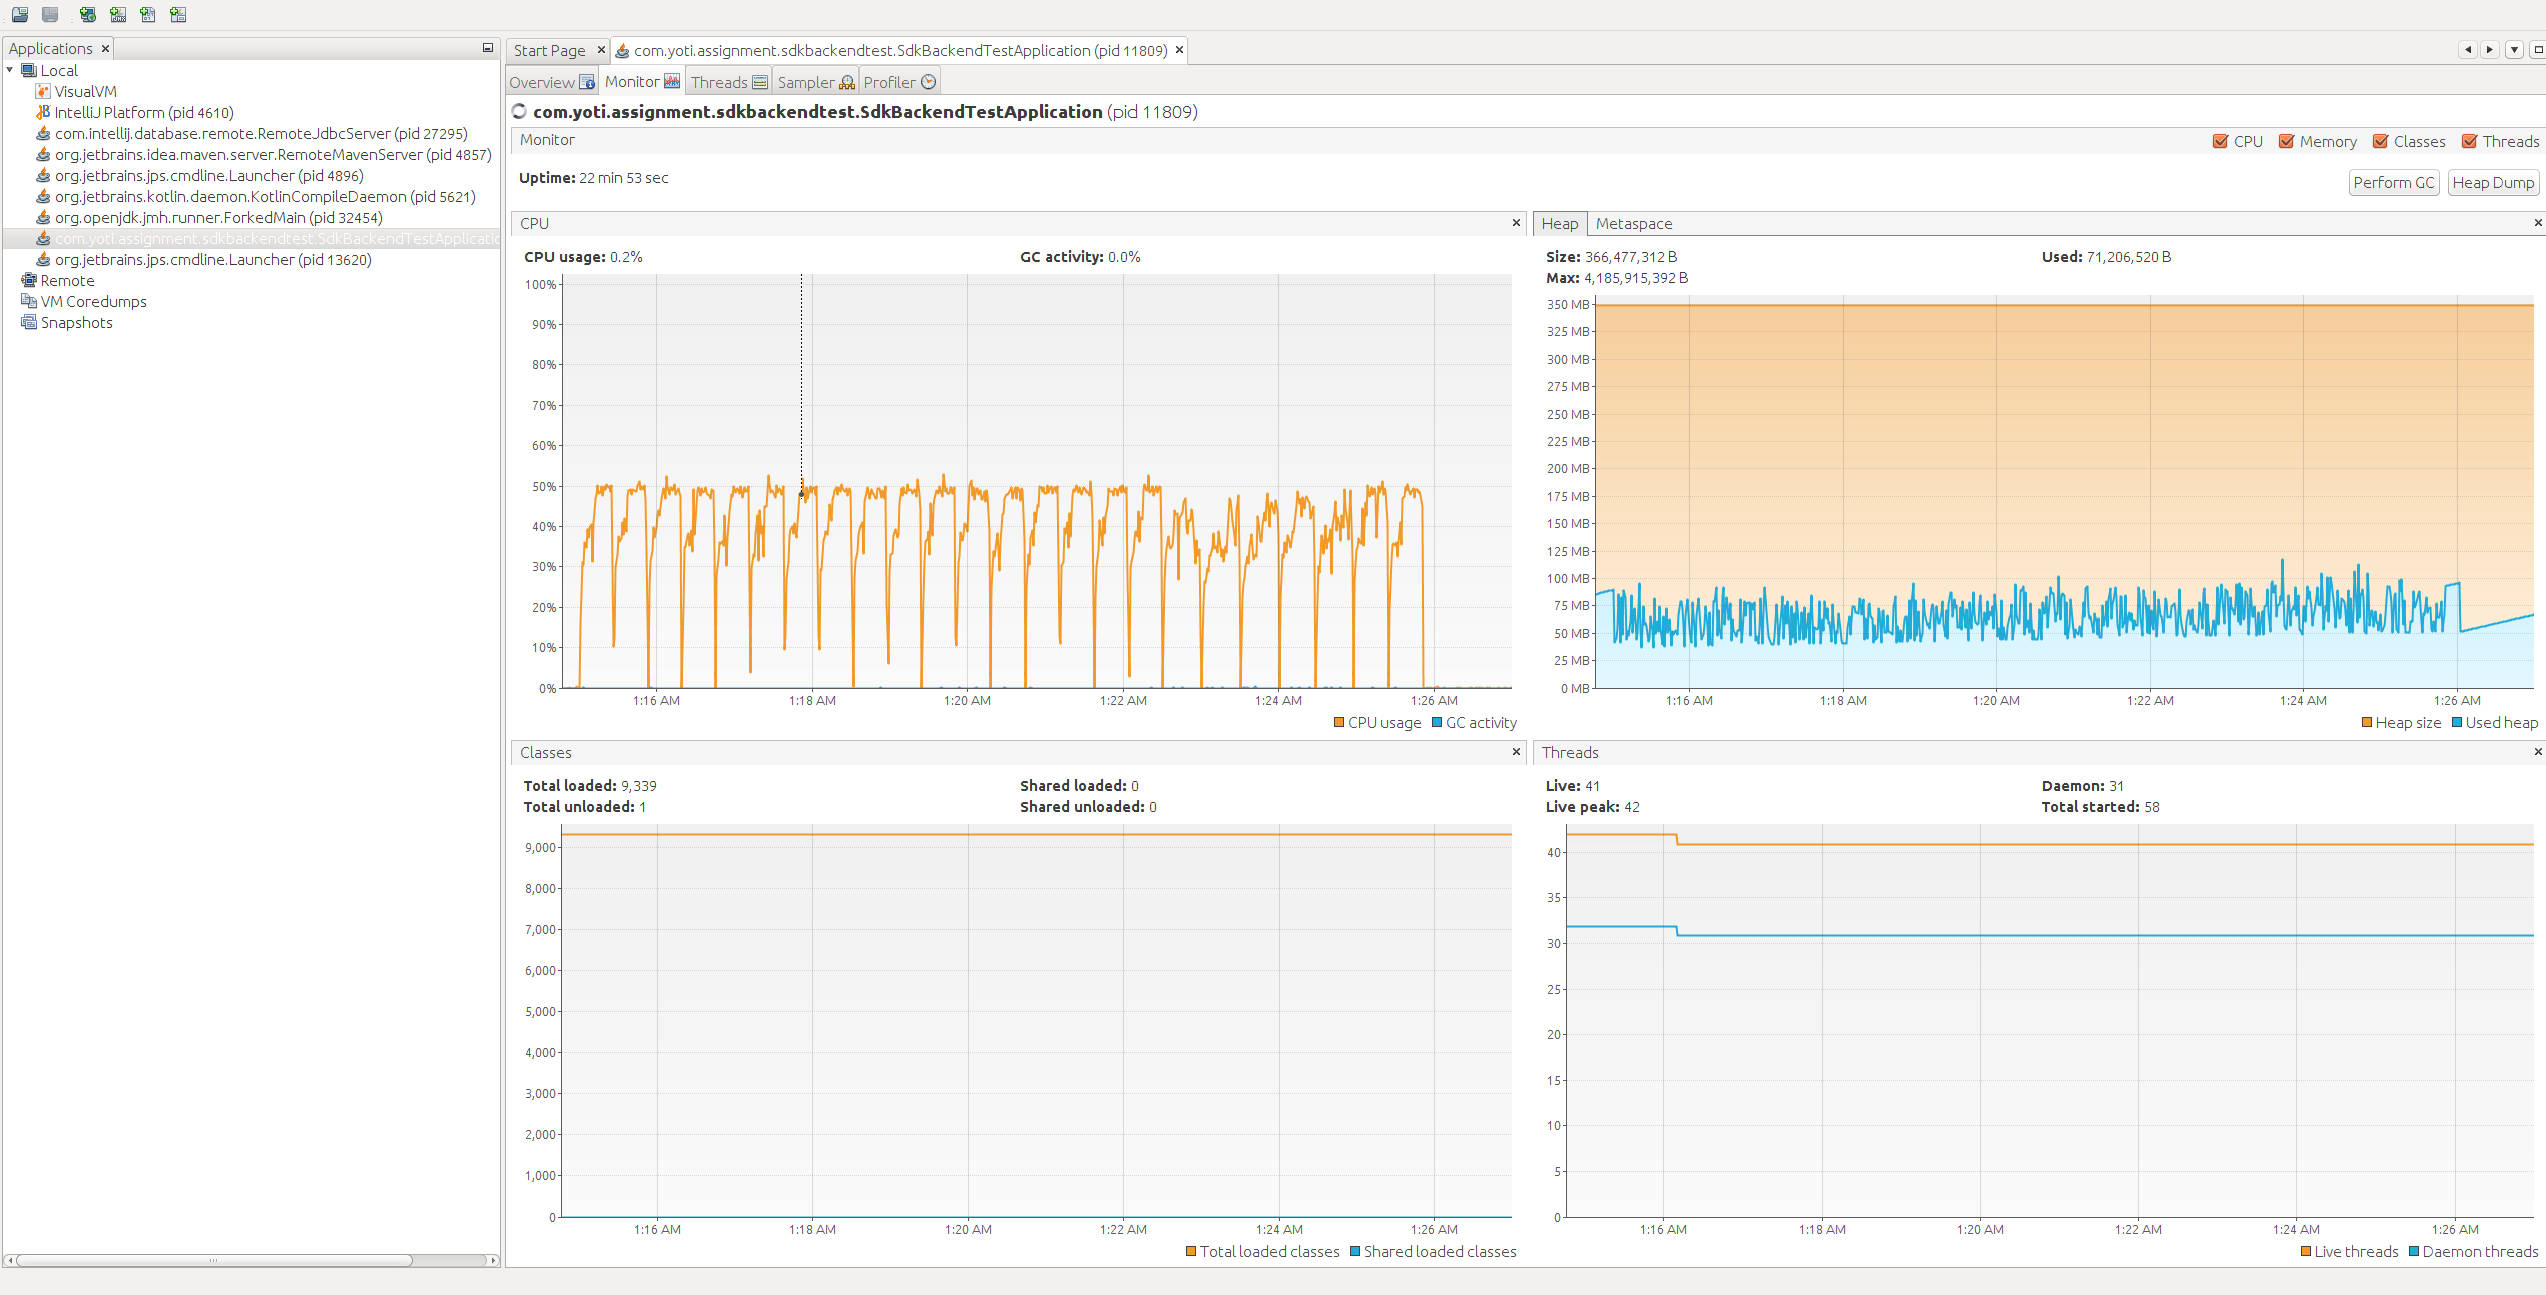 Applications
Local
VisualVM
IntelliJ Platform (pid 4610)
com.intellij.database.remote.RemoteJdbcServer (pid 27295)
org.jetbrains.idea.maven.server.RemoteMavenServer (pid 4857)
org.jetbrains.jps.cmdline.Launcher (pid 4896)
org.jetbrains.kotlin.daemon.KotlinCompileDaemon (pid 5621)
org.openjdk.jmh.runner.ForkedMain (pid 32454)
com.yoti.assignment.sdkbackendtest.SdkBackendTestApplicatio
org.jetbrains.jps.cmdline.Launcher (pid 13620)
Remote
VM Coredumps
Snapshots
Start Page com.yoti.assignment.sdkbackendtest.SdkBackendTestApplication (pid 11809)
Overview Monitor Threads Sampler Profiler
com.yoti.assignment.sdkbackendtest.SdkBackendTestApplication (pid 11809)
Monitor CPU Memory Classes Threads
Uptime: 22 min 53 sec Perform GC Heap Dump
CPU
CPU usage: 0.2% GC activity: 0.0%
100%
90%
80%
70%
60%
50%
40%
30%
20%
10%
0%
1:16 AM 1:18 AM 1:20 AM 1:22 AM 1:24 AM 1:26 AM
CPU usage GC activity
Heap Metaspace
Size: 366,477,312 B Used: 71,206,520 B
Max: 4,185,915,392 B
350 MB
325 MB
300 MB
275 MB
250 MB
225 MB
200 MB
175 MB
150 MB
125 MB
100 MB
75 MB
50 MB
25 MB
0 MB
1:16 AM 1:18 AM 1:20 AM 1:22 AM 1:24 AM 1:26 AM
Heap size Used heap
Classes
Total loaded: 9,339 Shared loaded: 0
Total unloaded: 1 Shared unloaded: 0
9,000
8,000
7,000
6,000
5,000
4,000
3,000
2,000
1,000
0
1:16 AM 1:18 AM 1:20 AM 1:22 AM 1:24 AM 1:26 AM
Total loaded classes Shared loaded classes
Threads
Live: 41 Daemon: 31
Live peak: 42 Total started: 58
40
35
30
25
20
15
10
5
0
1:16 AM 1:18 AM 1:20 AM 1:22 AM 1:24 AM 1:26 AM
Live threads Daemon threads